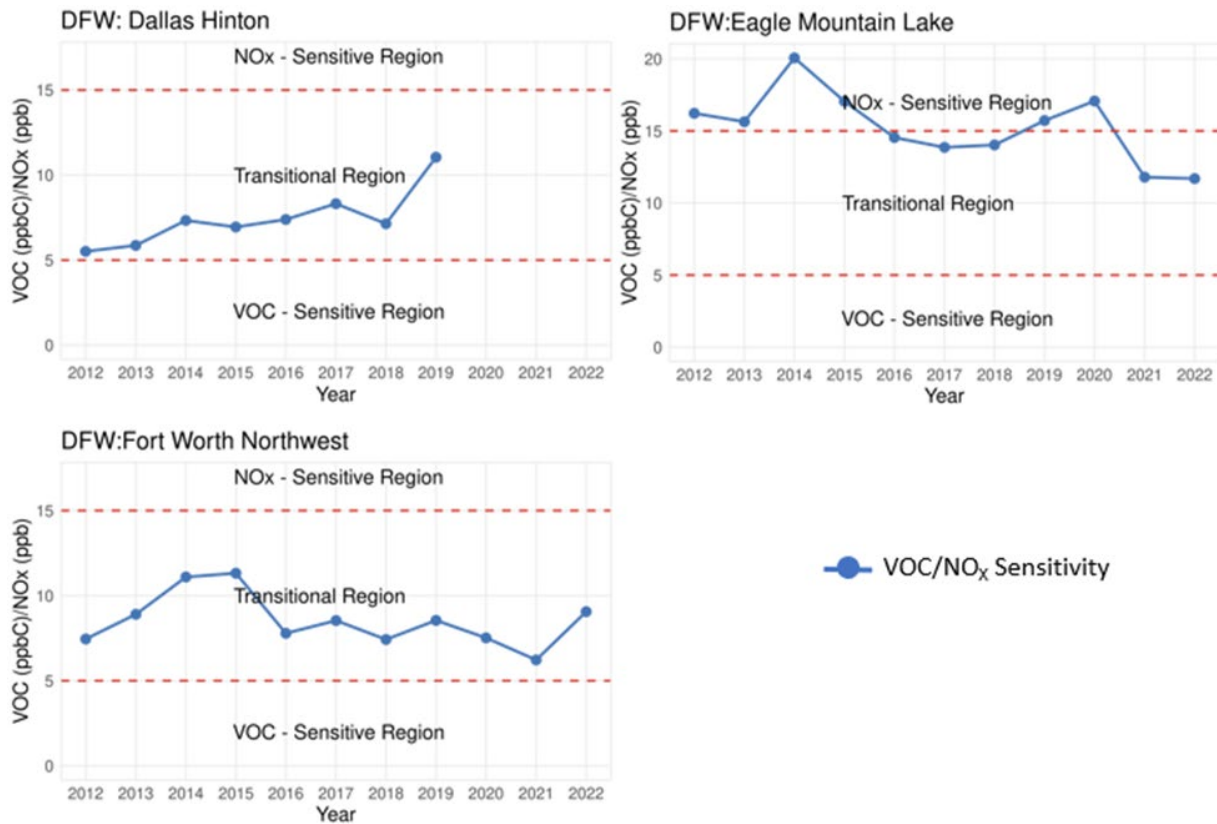 DFW: Dallas Hinton
NOx - Sensitive Region
15
Transitional Region
10
5
VOC - Sensitive Region
0
VOC (ppbC)/NOx (ppb)
2012 2013 2014 2015 2016 2017 2018 2019 2020 2021 2022
Year
DFW:Eagle Mountain Lake
20
NOx - Sensitive Region
15
Transitional Region
10
5
VOC - Sensitive Region
0
VOC (ppbC)/NOx (ppb)
2012 2013 2014 2015 2016 2017 2018 2019 2020 2021 2022
Year
DFW:Fort Worth Northwest
NOx - Sensitive Region
15
Transitional Region
10
5
VOC - Sensitive Region
0
VOC (ppbC)/NOx (ppb)
2012 2013 2014 2015 2016 2017 2018 2019 2020 2021 2022
Year
VOC/NOX Sensitivity